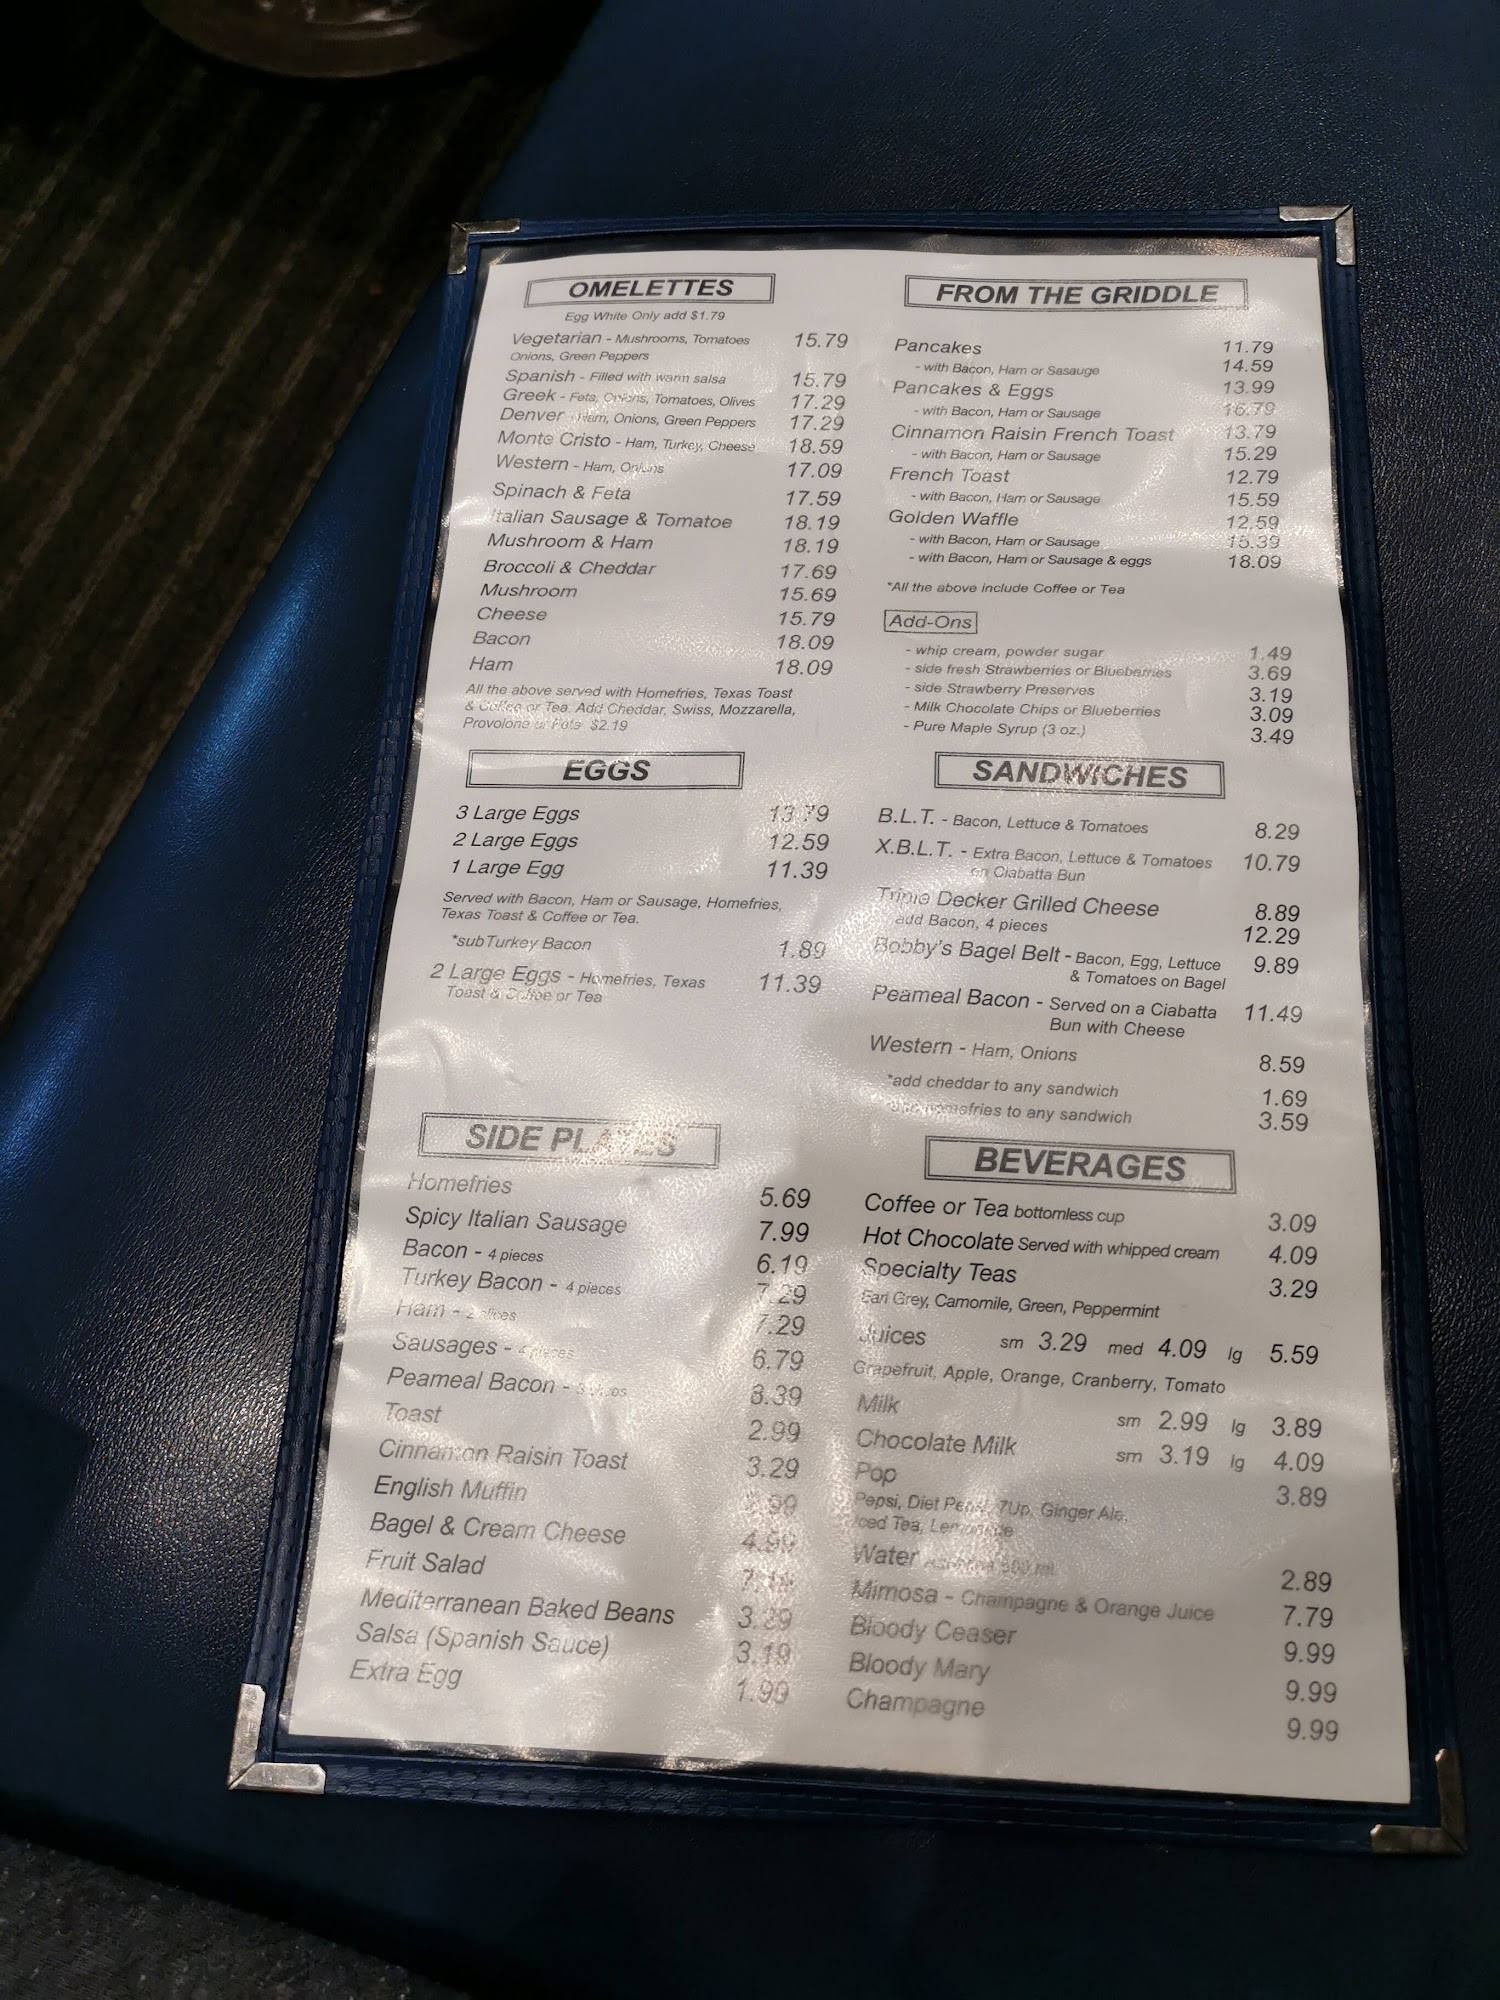 OMELETTES
Egg White Only add $1.79
Vegetarian - Mushrooms, Tomatoes 15.79
Onions, Green Peppers
Spanish - Filled with warm salsa 15.79
Greek - Feta, Onions, Tomatoes, Olives 17.29
Denver - Ham, Onions, Green Peppers 17.29
Monte Cristo - Ham, Turkey, Cheese 18.59
Western - Ham, Onions 17.09
Spinach & Feta 17.59
Italian Sausage & Tomatoe 18.19
Mushroom & Ham 18.19
Broccoli & Cheddar 17.69
Mushroom 15.69
Cheese 15.79
Bacon 18.09
Ham 18.09
All the above served with Homefries, Texas Toast
& Coffee or Tea. Add Cheddar, Swiss, Mozzarella,
Provolone or Feta $2.19
EGGS
3 Large Eggs 13.79
2 Large Eggs 12.59
1 Large Egg 11.39
Served with Bacon, Ham or Sausage, Homefries,
Texas Toast & Coffee or Tea.
*sub Turkey Bacon 1.89
2 Large Eggs - Homefries, Texas 11.39
Toast & Coffee or Tea
SIDE PLATES
Homefries 5.69
Spicy Italian Sausage 7.99
Bacon - 4 pieces 6.19
Turkey Bacon - 4 pieces 7.29
Ham - 2 slices 7.29
Sausages - 4 pieces 6.79
Peameal Bacon - 8.39
Toast 2.99
Cinnamon Raisin Toast 3.29
English Muffin
Bagel & Cream Cheese 4.99
Fruit Salad
Mediterranean Baked Beans 3.29
Salsa (Spanish Sauce) 3.19
Extra Egg 1.99
FROM THE GRIDDLE
Pancakes 11.79
- with Bacon, Ham or Sasauge 14.59
Pancakes & Eggs 13.99
- with Bacon, Ham or Sausage 16.79
Cinnamon Raisin French Toast 13.79
- with Bacon, Ham or Sausage 15.29
French Toast 12.79
- with Bacon, Ham or Sausage 15.59
Golden Waffle 12.59
- with Bacon, Ham or Sausage 15.39
- with Bacon, Ham or Sausage & eggs 18.09
*All the above include Coffee or Tea
Add-Ons
- whip cream, powder sugar 1.49
- side fresh Strawberries or Blueberries 3.69
- side Strawberry Preserves 3.19
- Milk Chocolate Chips or Blueberries 3.09
- Pure Maple Syrup (3 oz.) 3.49
SANDWICHES
B.L.T. - Bacon, Lettuce & Tomatoes 8.29
X.B.L.T. - Extra Bacon, Lettuce & Tomatoes 10.79
on Ciabatta Bun
Triple Decker Grilled Cheese 8.89
add Bacon, 4 pieces 12.29
Bobby's Bagel Belt - Bacon, Egg, Lettuce 9.89
& Tomatoes on Bagel
Peameal Bacon - Served on a Ciabatta 11.49
Bun with Cheese
Western - Ham, Onions 8.59
*add cheddar to any sandwich 1.69
homefries to any sandwich 3.59
BEVERAGES
Coffee or Tea bottomless cup 3.09
Hot Chocolate Served with whipped cream 4.09
Specialty Teas 3.29
Earl Grey, Camomile, Green, Peppermint
Juices sm 3.29 med 4.09 lg 5.59
Grapefruit, Apple, Orange, Cranberry, Tomato
Milk sm 2.99 lg 3.89
Chocolate Milk sm 3.19 lg 4.09
Pop 3.89
Pepsi, Diet Pepsi, 7Up, Ginger Ale,
Iced Tea, Lemonade
Water 500 ml 2.89
Mimosa - Champagne & Orange Juice 7.79
Bloody Ceaser 9.99
Bloody Mary 9.99
Champagne 9.99